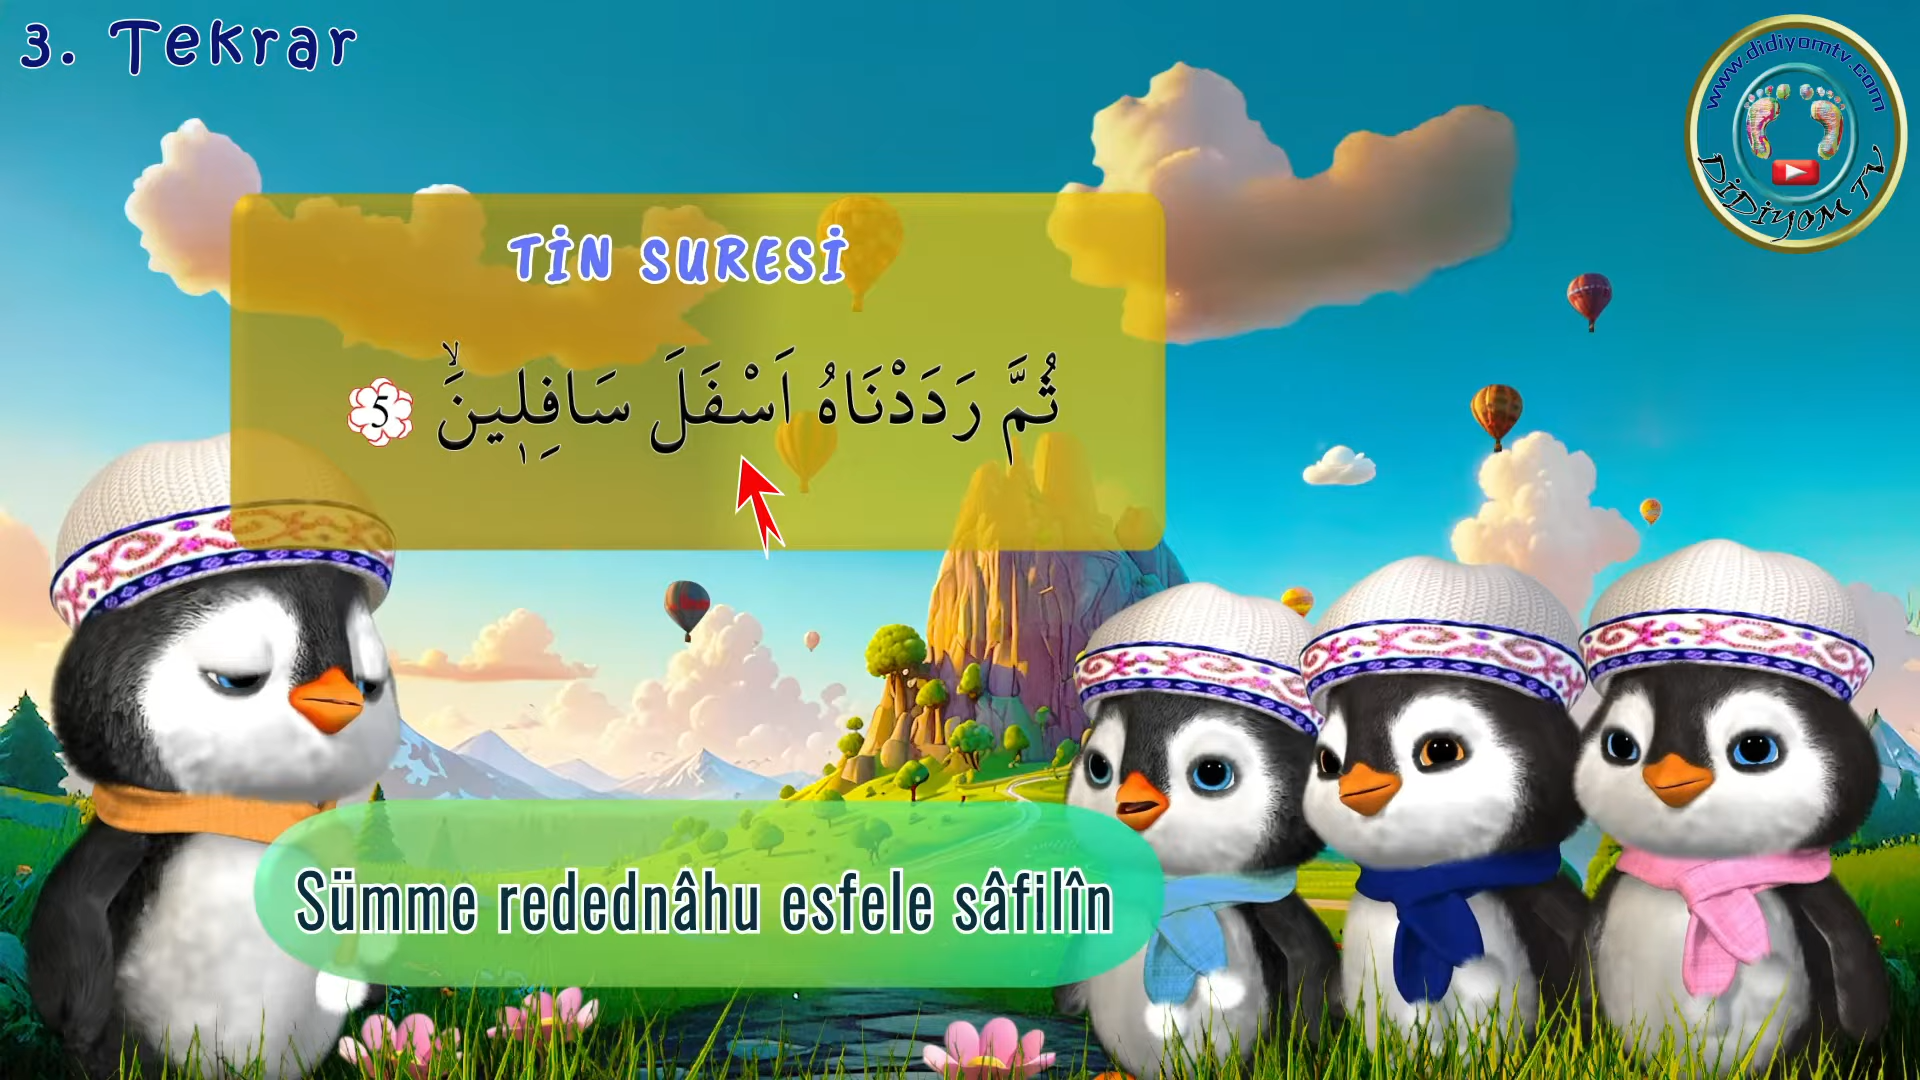 3. Tekrar
www.didiyomtv.com
DİDİYOM TV
TİN SURESİ
ثُمَّ رَدَدْنَاهُ اَسْفَلَ سَافِل۪ينَۙ 5
Sümme redednâhu esfele sâfilîn